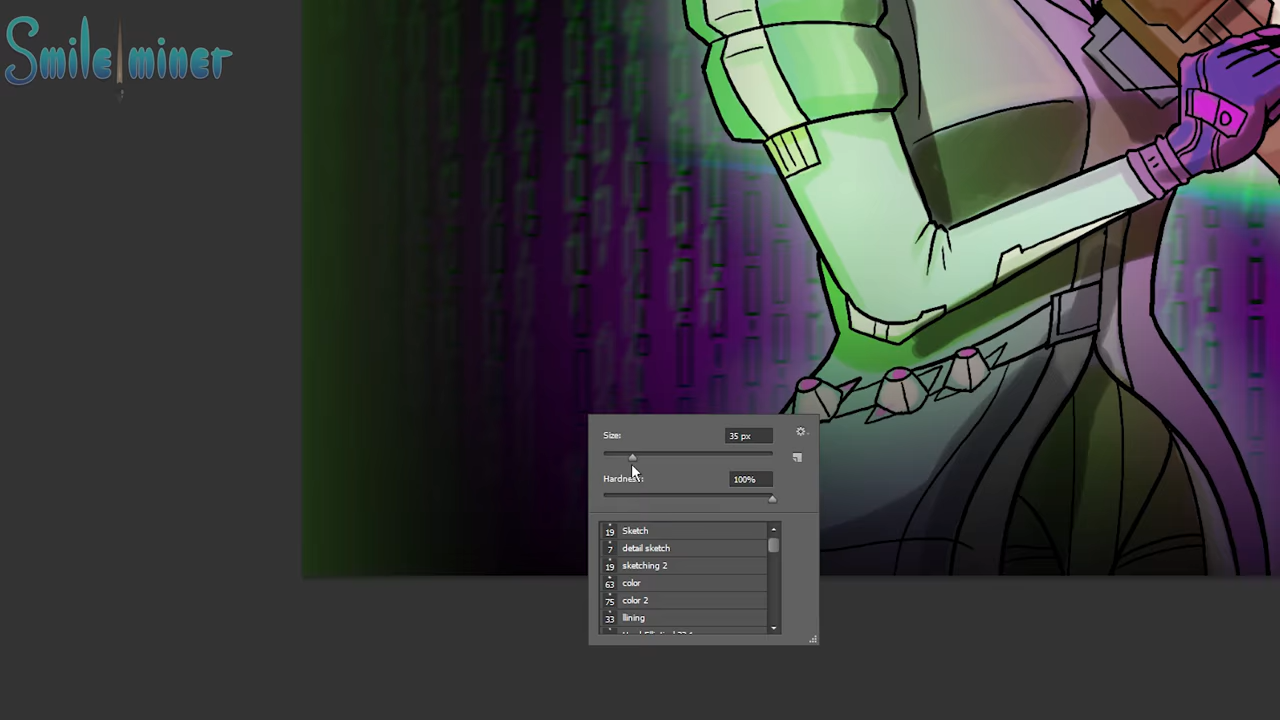 Smile miner
Size:
35 px
Hardness:
100%
19 Sketch
7 detail sketch
19 sketching 2
63 color
75 color 2
33 llining